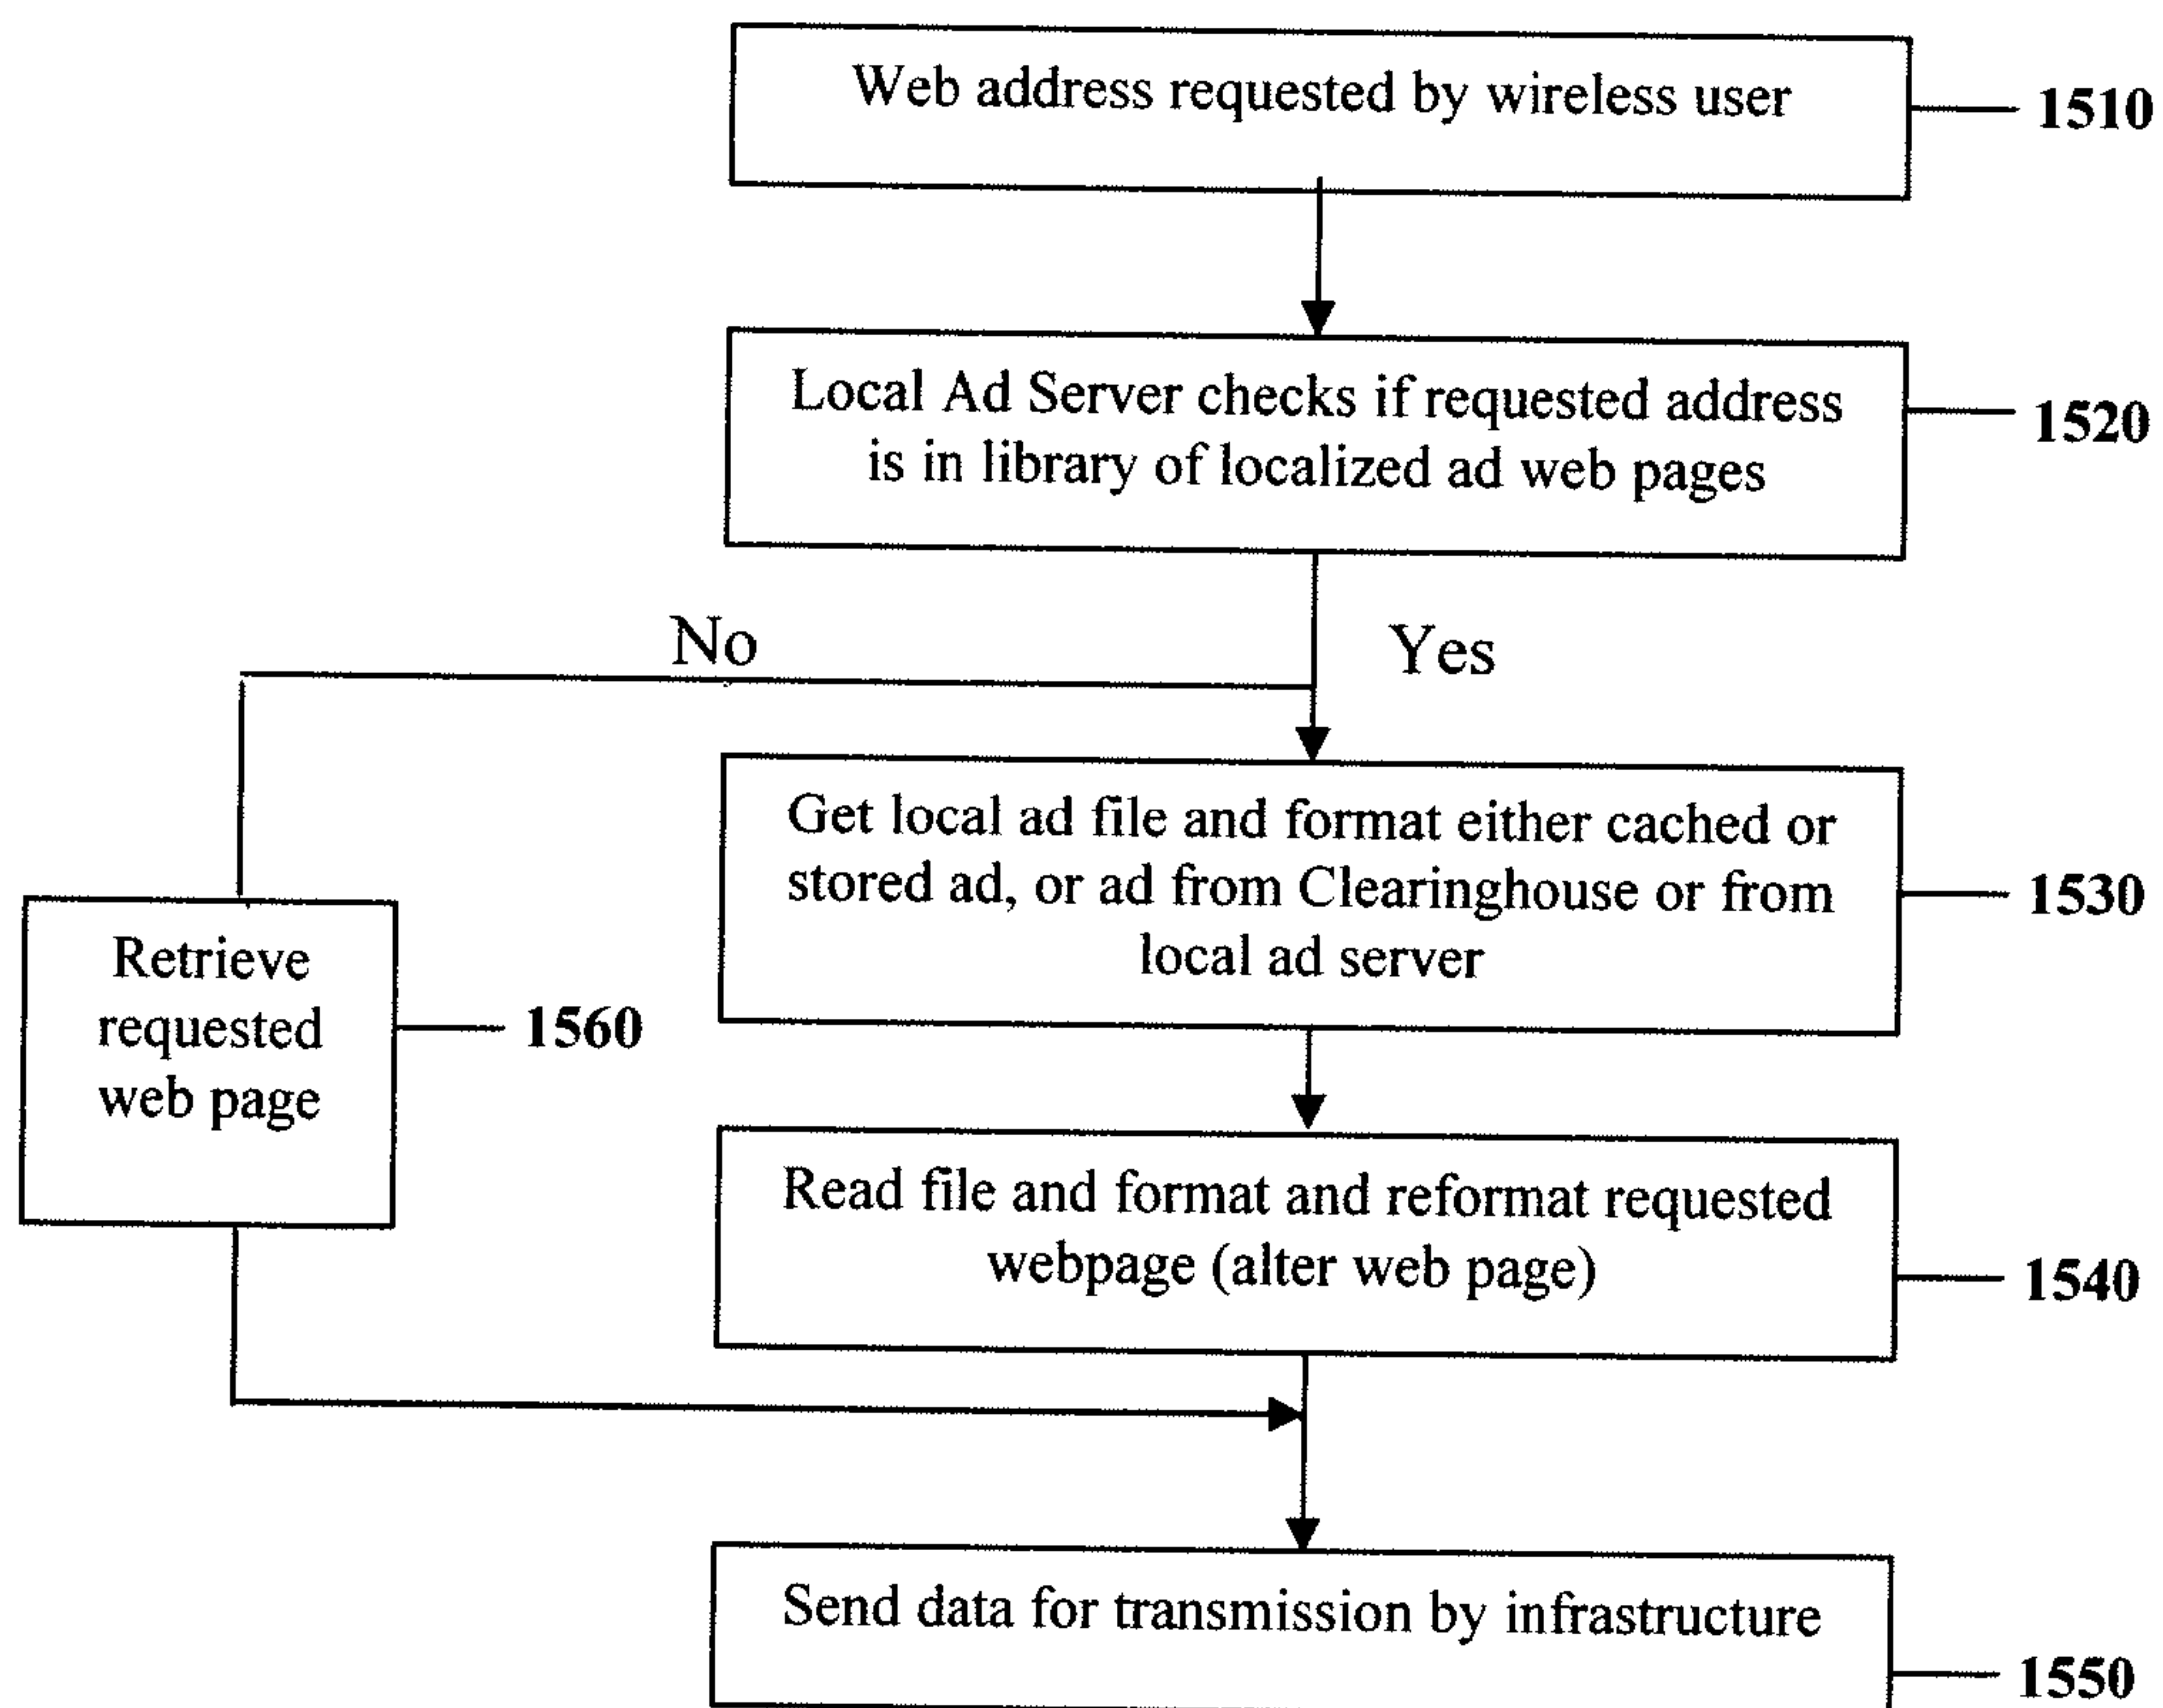 Web address requested by wireless user
1510
Local Ad Server checks if requested address
is in library of localized ad web pages
1520
No
Yes
Get local ad file and format either cached or
stored ad, or ad from Clearinghouse or from
local ad server
1530
Retrieve
requested
web page
1560
Read file and format and reformat requested
webpage (alter web page)
1540
Send data for transmission by infrastructure
1550